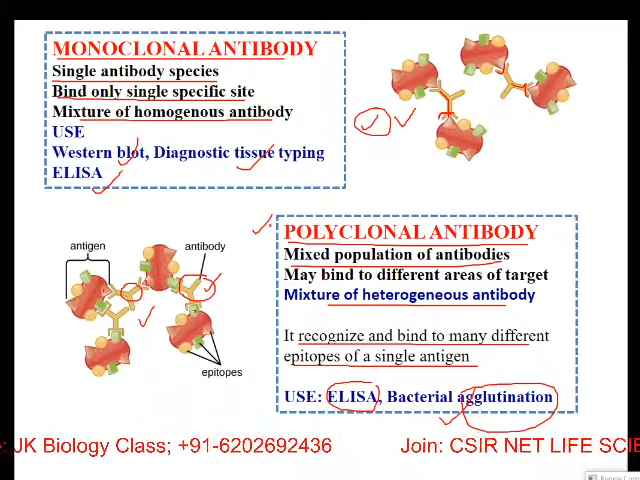 MONOCLONAL ANTIBODY
Single antibody species
Bind only single specific site
Mixture of homogenous antibody
USE
Western blot, Diagnostic tissue typing
ELISA
antigen
antibody
epitopes
POLYCLONAL ANTIBODY
Mixed population of antibodies
May bind to different areas of target
Mixture of heterogeneous antibody
It recognize and bind to many different
epitopes of a single antigen
USE: ELISA, Bacterial agglutination
JK Biology Class; +91-6202692436
Join: CSIR NET LIFE